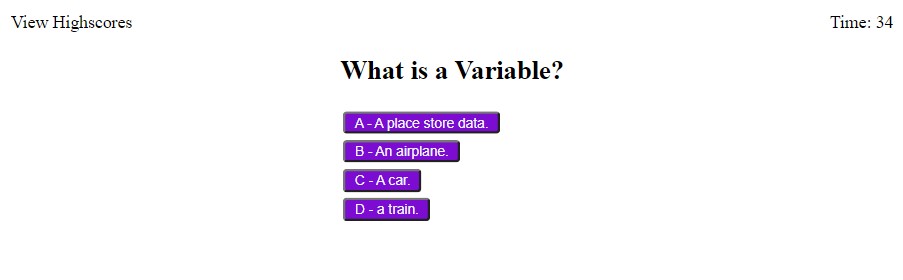 View Highscores
Time: 34
What is a Variable?
A - A place store data.
B - An airplane.
C - A car.
D - a train.